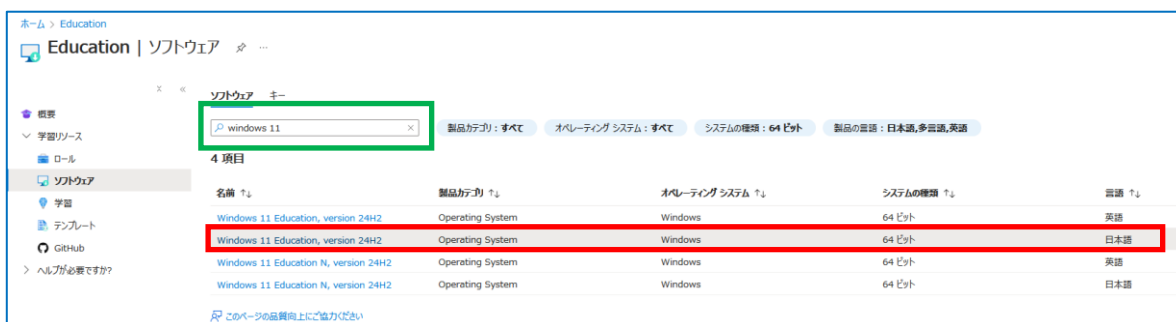 ホーム > Education
Education | ソフトウェア
ソフトウェア キー
概要
学習リソース
ロール
ソフトウェア
学習
テンプレート
GitHub
ヘルプが必要ですか?
windows 11
製品カテゴリ : すべて オペレーティング システム : すべて システムの種類 : 64 ビット 製品の言語 : 日本語,多言語,英語
4 項目
名前 製品カテゴリ オペレーティング システム システムの種類 言語
Windows 11 Education, version 24H2 Operating System Windows 64 ビット 英語
Windows 11 Education, version 24H2 Operating System Windows 64 ビット 日本語
Windows 11 Education N, version 24H2 Operating System Windows 64 ビット 英語
Windows 11 Education N, version 24H2 Operating System Windows 64 ビット 日本語
このページの品質向上にご協力ください